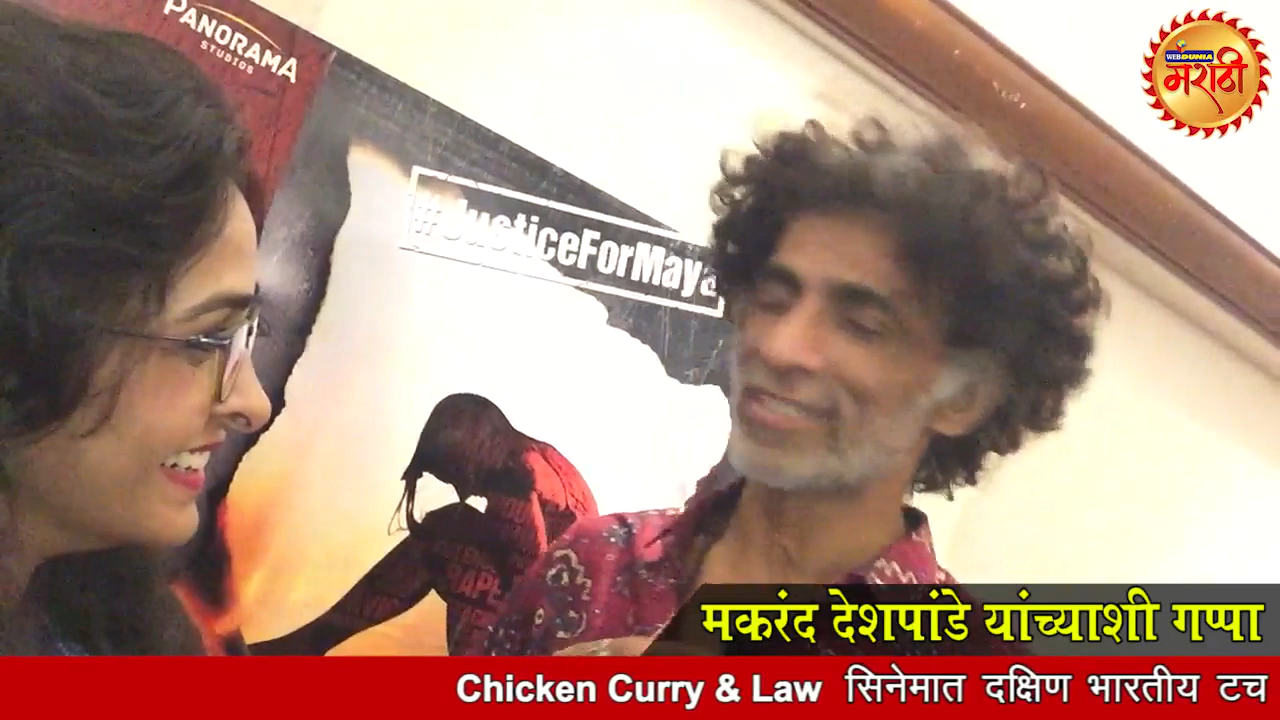 PANORAMA
STUDIOS
WEBDUNIA
मराठी
#JusticeForMaya
मकरंद देशपांडे यांच्याशी गप्पा
Chicken Curry & Law सिनेमात दक्षिण भारतीय टच